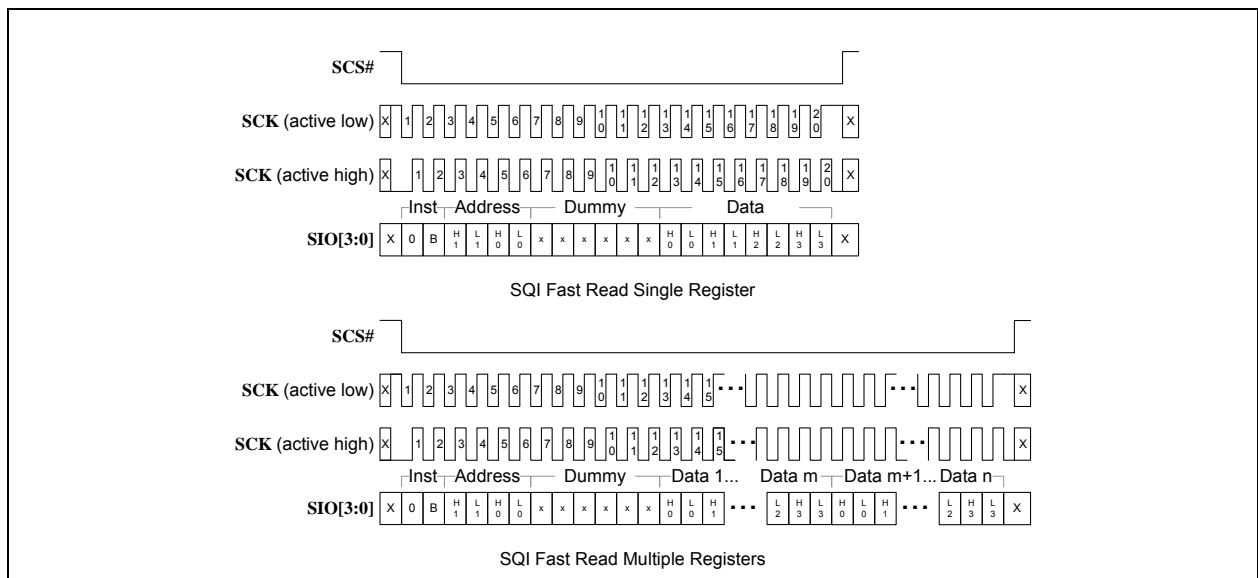 SCS#
SCK (active low) X 1 2 3 4 5 6 7 8 9 10 11 12 13 14 15 16 17 18 19 20 X
SCK (active high) X 1 2 3 4 5 6 7 8 9 10 11 12 13 14 15 16 17 18 19 20 X
Inst Address Dummy Data
SIO[3:0] X 0 B H1 L1 H0 L0 x x x x x x H0 L0 H1 L1 H2 L2 H3 L3 X
SQI Fast Read Single Register
SCS#
SCK (active low) X 1 2 3 4 5 6 7 8 9 10 11 12 13 14 15 ... ... X
SCK (active high) X 1 2 3 4 5 6 7 8 9 10 11 12 13 14 15 ... ... X
Inst Address Dummy Data 1... Data m Data m+1... Data n
SIO[3:0] X 0 B H1 L1 H0 L0 x x x x x x H0 L0 H1 ... L2 H3 L3 H0 L0 H1 ... L2 H3 L3 X
SQI Fast Read Multiple Registers